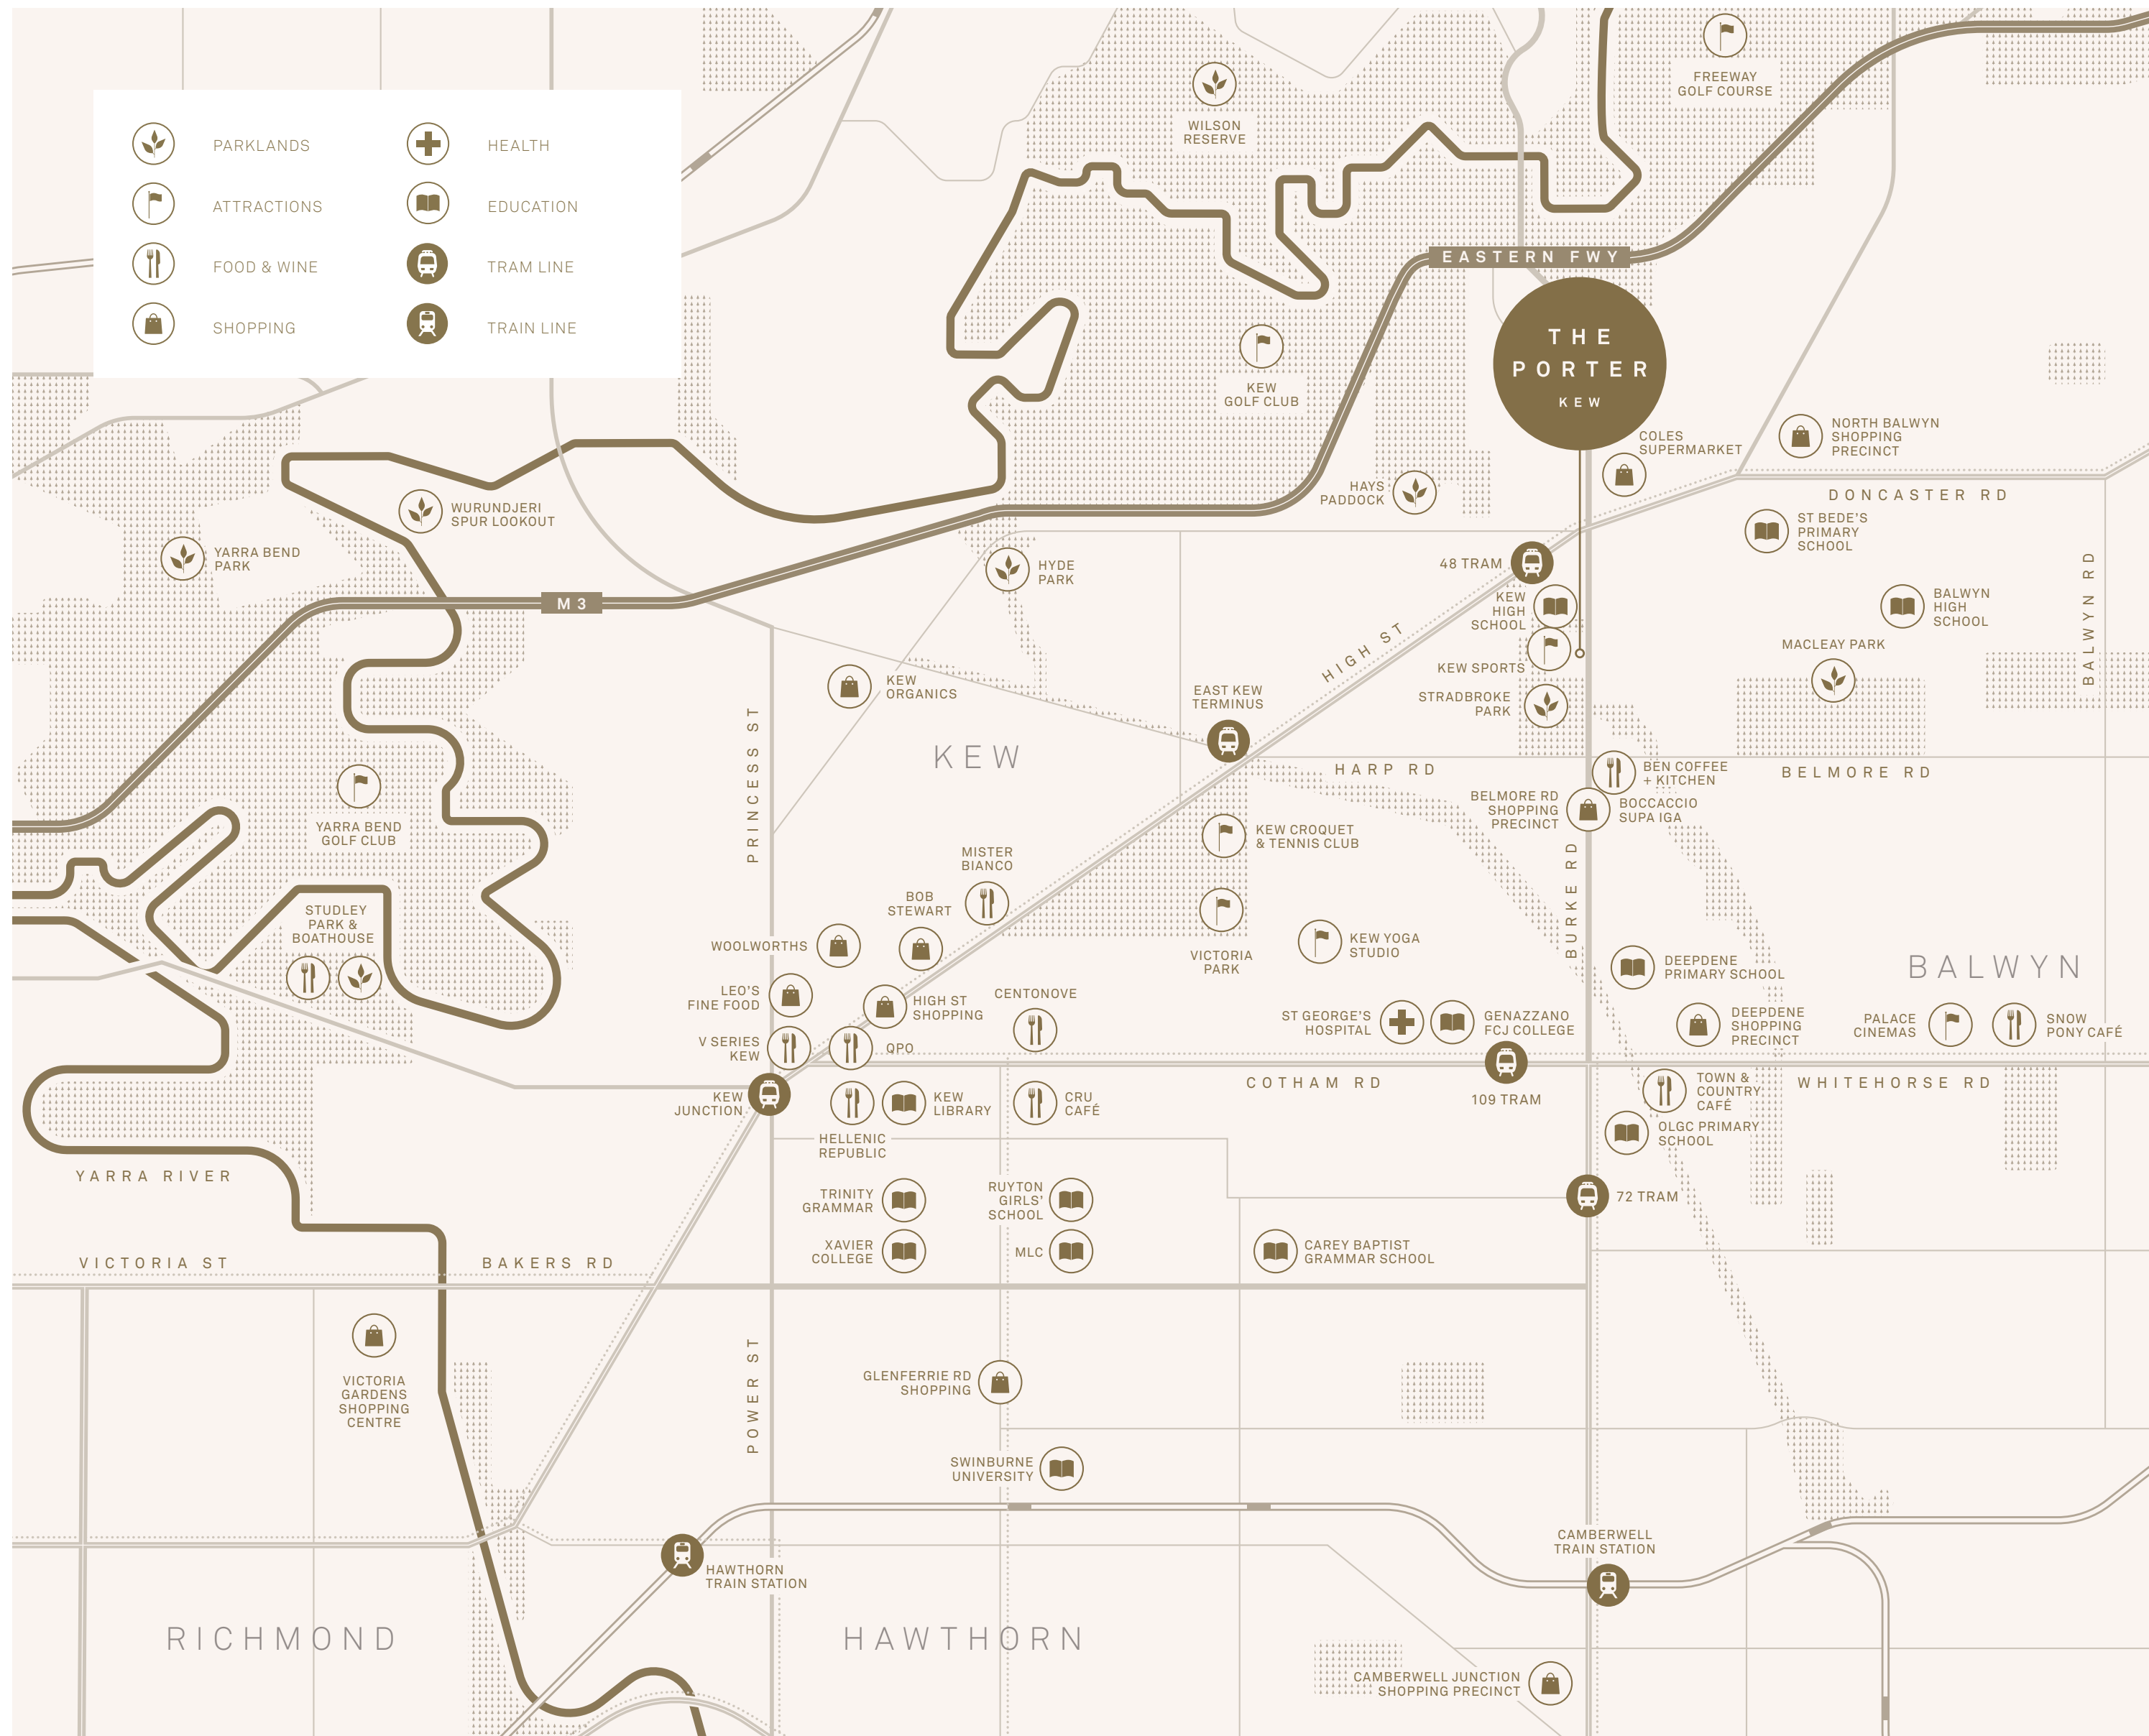 FREEWAY
GOLF COURSE
WILSON
RESERVE
PARKLANDS
HEALTH
ATTRACTIONS
EDUCATION
FOOD & WINE
TRAM LINE
SHOPPING
TRAIN LINE
EASTERN FWY
THE
PORTER
KEW
KEW
GOLF CLUB
COLES
SUPERMARKET
NORTH BALWYN
SHOPPING
PRECINCT
HAYS
PADDOCK
DONCASTER RD
WURUNDJERI
SPUR LOOKOUT
ST BEDE'S
PRIMARY
SCHOOL
YARRA BEND
PARK
HYDE
PARK
48 TRAM
M3
KEW
HIGH
SCHOOL
BALWYN
HIGH
SCHOOL
BALWYN RD
HIGH ST
MACLEAY PARK
KEW SPORTS
KEW
ORGANICS
EAST KEW
TERMINUS
STRADBROKE
PARK
PRINCESS ST
KEW
HARP RD
BELMORE RD
BEN COFFEE
+ KITCHEN
BELMORE RD
SHOPPING
PRECINCT
BOCCACCIO
SUPA IGA
YARRA BEND
GOLF CLUB
KEW CROQUET
& TENNIS CLUB
MISTER
BIANCO
BOB
STEWART
BURKE RD
STUDLEY
PARK &
BOATHOUSE
WOOLWORTHS
VICTORIA
PARK
KEW YOGA
STUDIO
DEEPDENE
PRIMARY SCHOOL
BALWYN
LEO'S
FINE FOOD
HIGH ST
SHOPPING
CENTONOVE
ST GEORGE'S
HOSPITAL
GENAZZANO
FCJ COLLEGE
DEEPDENE
SHOPPING
PRECINCT
PALACE
CINEMAS
SNOW
PONY CAFÉ
V SERIES
KEW
QPO
COTHAM RD
WHITEHORSE RD
109 TRAM
KEW
JUNCTION
KEW
LIBRARY
CRU
CAFÉ
TOWN &
COUNTRY
CAFÉ
HELLENIC
REPUBLIC
OLGC PRIMARY
SCHOOL
YARRA RIVER
TRINITY
GRAMMAR
RUYTON
GIRLS'
SCHOOL
72 TRAM
XAVIER
COLLEGE
MLC
CAREY BAPTIST
GRAMMAR SCHOOL
VICTORIA ST
BAKERS RD
VICTORIA
GARDENS
SHOPPING
CENTRE
POWER ST
GLENFERRIE RD
SHOPPING
SWINBURNE
UNIVERSITY
CAMBERWELL
TRAIN STATION
HAWTHORN
TRAIN STATION
RICHMOND
HAWTHORN
CAMBERWELL JUNCTION
SHOPPING PRECINCT